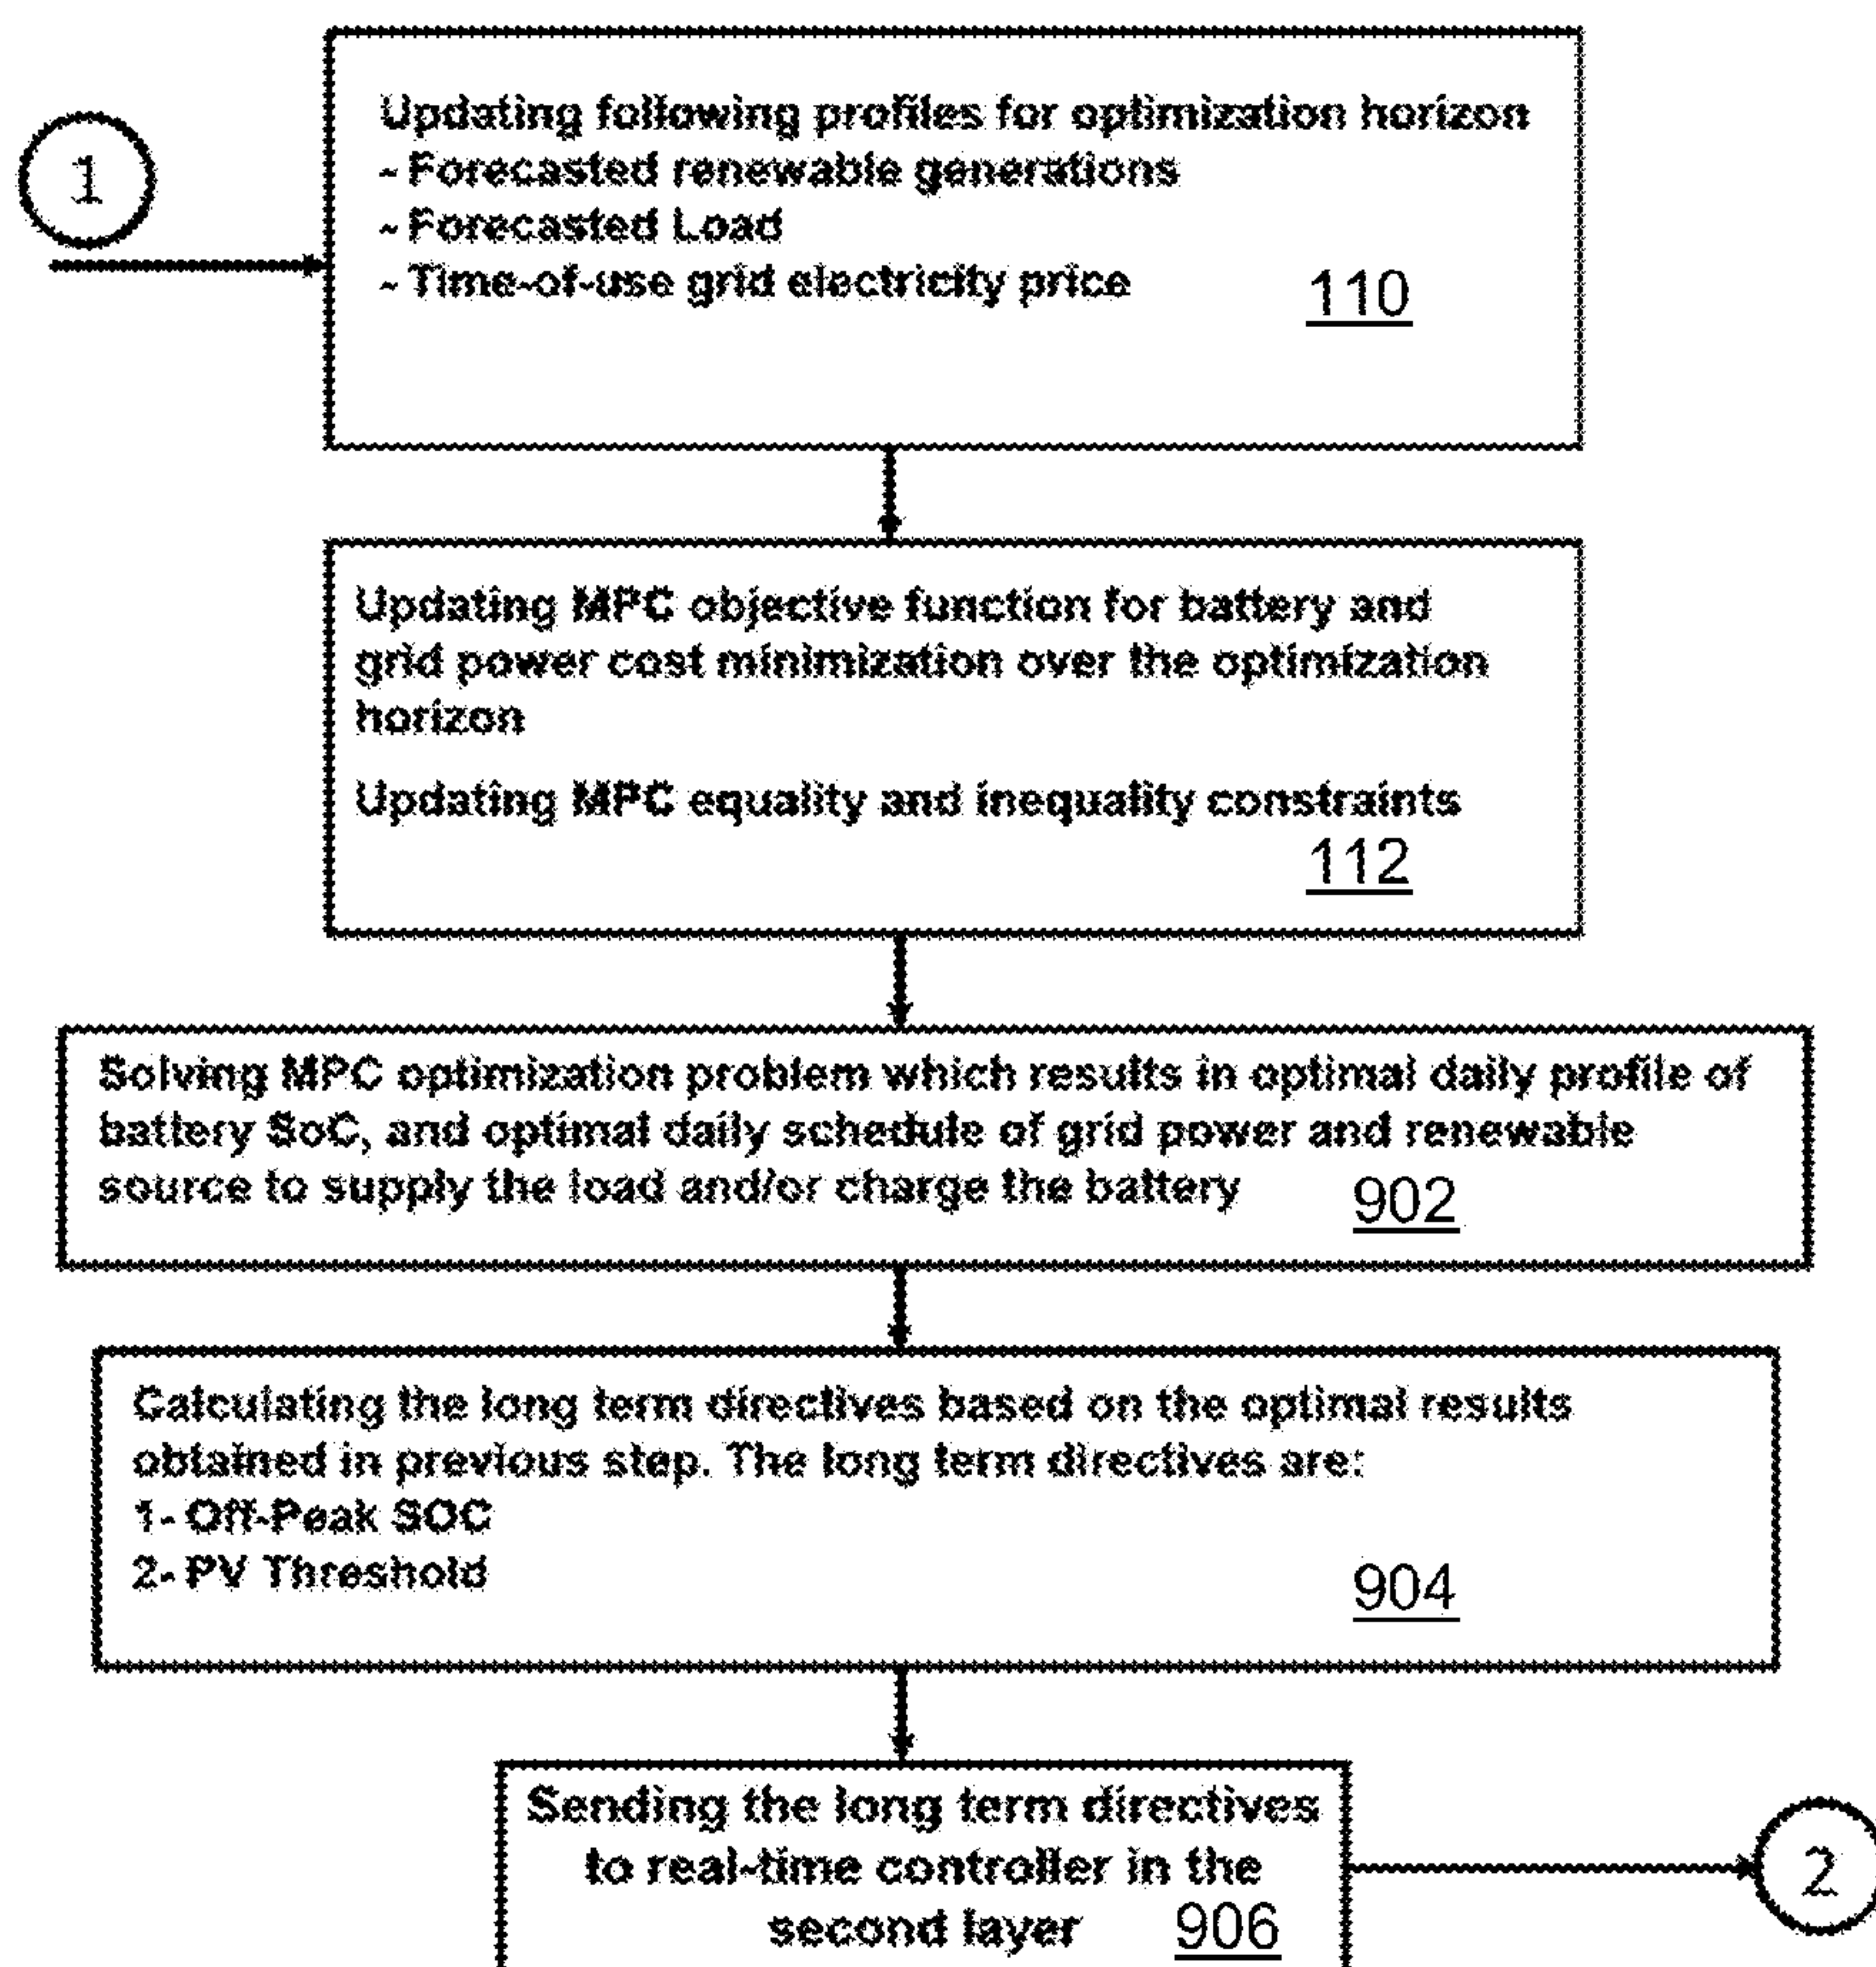 1
Updating following profiles for optimization horizon
- Forecasted renewable generations
- Forecasted Load
- Time-of-use grid electricity price
110
Updating MPC objective function for battery and
grid power cost minimization over the optimization
horizon
Updating MPC equality and inequality constraints
112
Solving MPC optimization problem which results in optimal daily profile of
battery SoC, and optimal daily schedule of grid power and renewable
source to supply the load and/or charge the battery 902
Calculating the long term directives based on the optimal results
obtained in previous step. The long term directives are:
1- Off-Peak SOC
2- PV Threshold
904
Sending the long term directives
to real-time controller in the
second layer 906
2